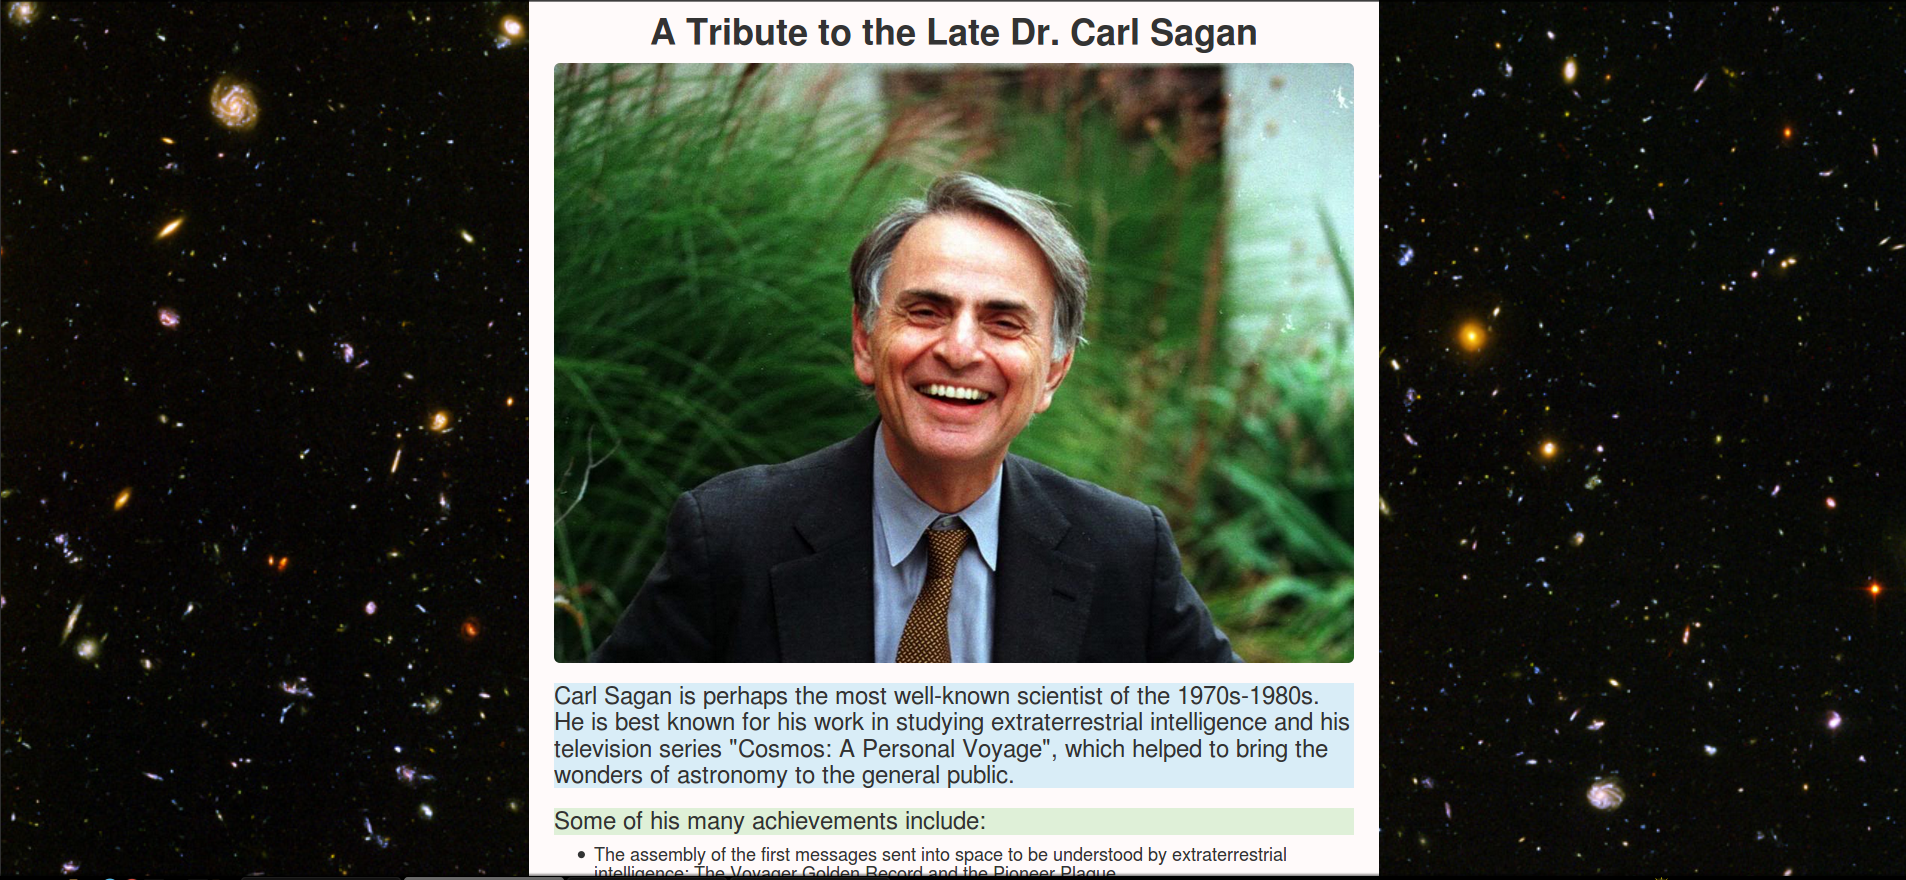 A Tribute to the Late Dr. Carl Sagan
Carl Sagan is perhaps the most well-known scientist of the 1970s-1980s.
He is best known for his work in studying extraterrestrial intelligence and his
television series "Cosmos: A Personal Voyage", which helped to bring the
wonders of astronomy to the general public.
Some of his many achievements include:
The assembly of the first messages sent into space to be understood by extraterrestrial
intelligence: The Voyager Golden Record and the Pioneer Plaque